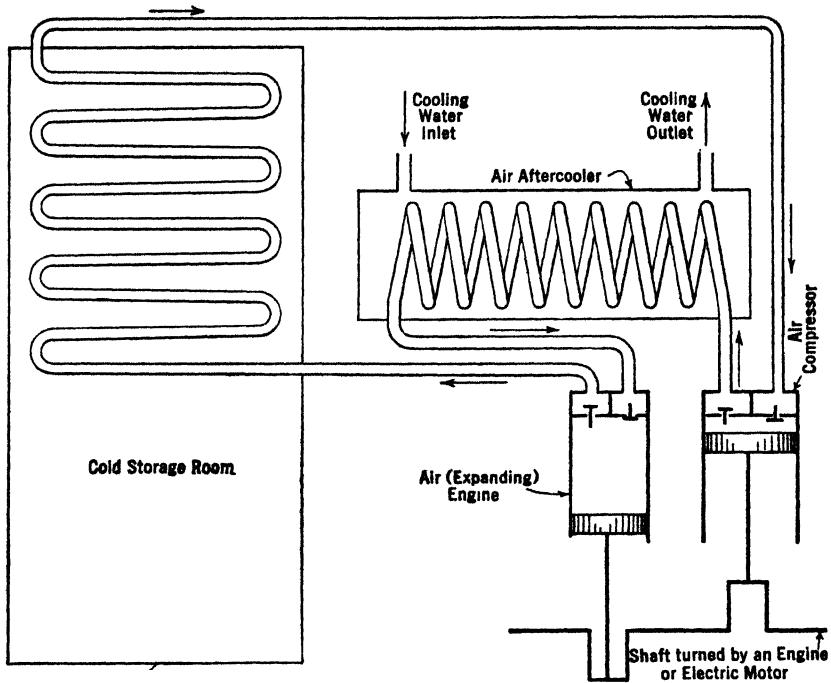 Cooling
Water
Inlet
Cooling
Water
Outlet
Air Aftercooler
Air
Compressor
Cold Storage Room
Air (Expanding)
Engine
Shaft turned by an Engine
or Electric Motor